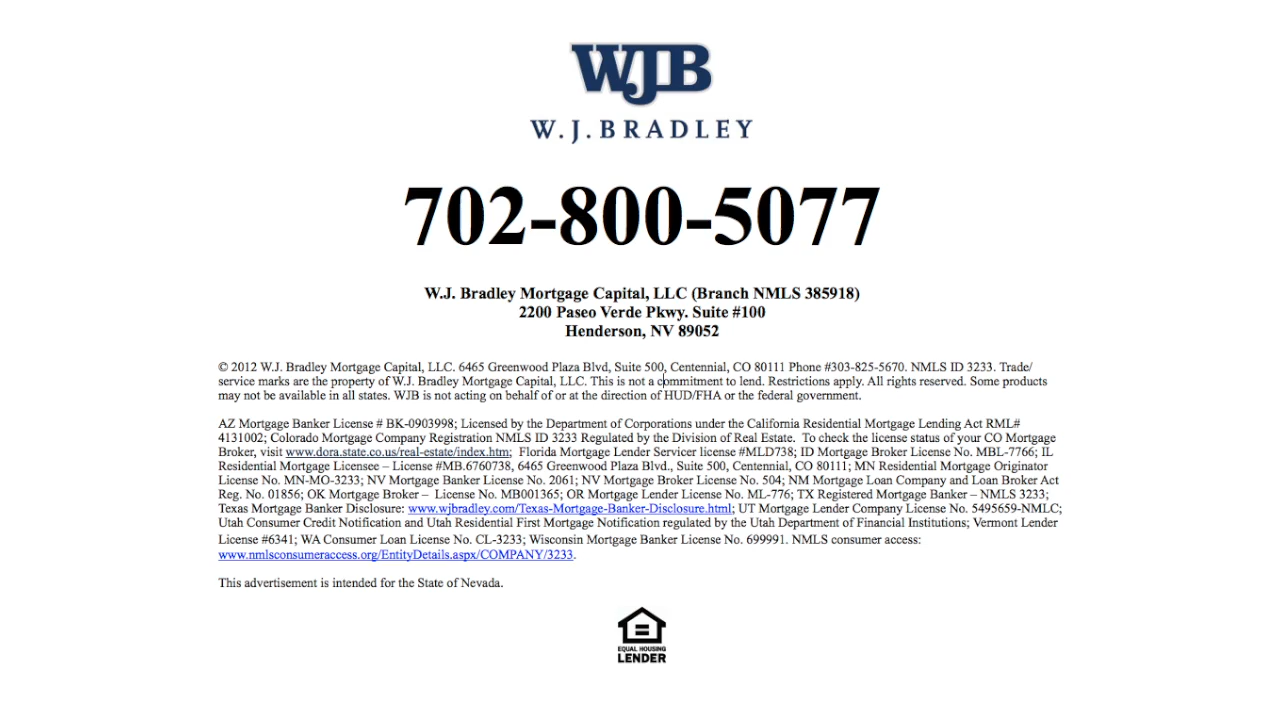 WJB
W.J.BRADLEY
702-800-5077
W.J. Bradley Mortgage Capital, LLC (Branch NMLS 385918)
2200 Paseo Verde Pkwy. Suite #100
Henderson, NV 89052
© 2012 W.J. Bradley Mortgage Capital, LLC. 6465 Greenwood Plaza Blvd, Suite 500, Centennial, CO 80111 Phone #303-825-5670. NMLS ID 3233. Trade/
service marks are the property of W.J. Bradley Mortgage Capital, LLC. This is not a commitment to lend. Restrictions apply. All rights reserved. Some products
may not be available in all states. WJB is not acting on behalf of or at the direction of HUD/FHA or the federal government.
AZ Mortgage Banker License # BK-0903998; Licensed by the Department of Corporations under the California Residential Mortgage Lending Act RML#
4131002; Colorado Mortgage Company Registration NMLS ID 3233 Regulated by the Division of Real Estate. To check the license status of your CO Mortgage
Broker, visit www.dora.state.co.us/real-estate/index.htm; Florida Mortgage Lender Servicer license #MLD738; ID Mortgage Broker License No. MBL-7766; IL
Residential Mortgage Licensee – License #MB.6760738, 6465 Greenwood Plaza Blvd., Suite 500, Centennial, CO 80111; MN Residential Mortgage Originator
License No. MN-MO-3233; NV Mortgage Banker License No. 2061; NV Mortgage Broker License No. 504; NM Mortgage Loan Company and Loan Broker Act
Reg. No. 01856; OK Mortgage Broker – License No. MB001365; OR Mortgage Lender License No. ML-776; TX Registered Mortgage Banker – NMLS 3233;
Texas Mortgage Banker Disclosure: www.wjbradley.com/Texas-Mortgage-Banker-Disclosure.html; UT Mortgage Lender Company License No. 5495659-NMLC;
Utah Consumer Credit Notification and Utah Residential First Mortgage Notification regulated by the Utah Department of Financial Institutions; Vermont Lender
License #6341; WA Consumer Loan License No. CL-3233; Wisconsin Mortgage Banker License No. 699991. NMLS consumer access:
www.nmlsconsumeraccess.org/EntityDetails.aspx/COMPANY/3233.
This advertisement is intended for the State of Nevada.
EQUAL HOUSING
LENDER